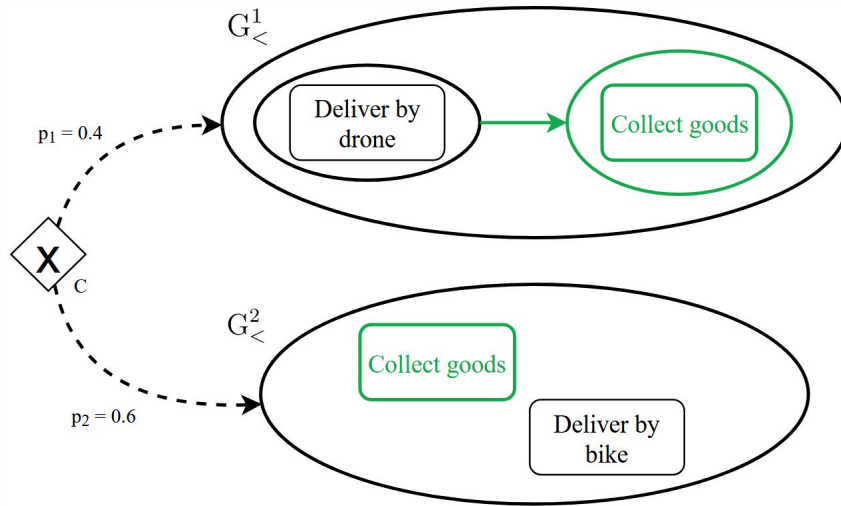 G¹<
Deliver by
drone
Collect goods
p₁ = 0.4
X
C
G²<
Collect goods
Deliver by
bike
p₂ = 0.6